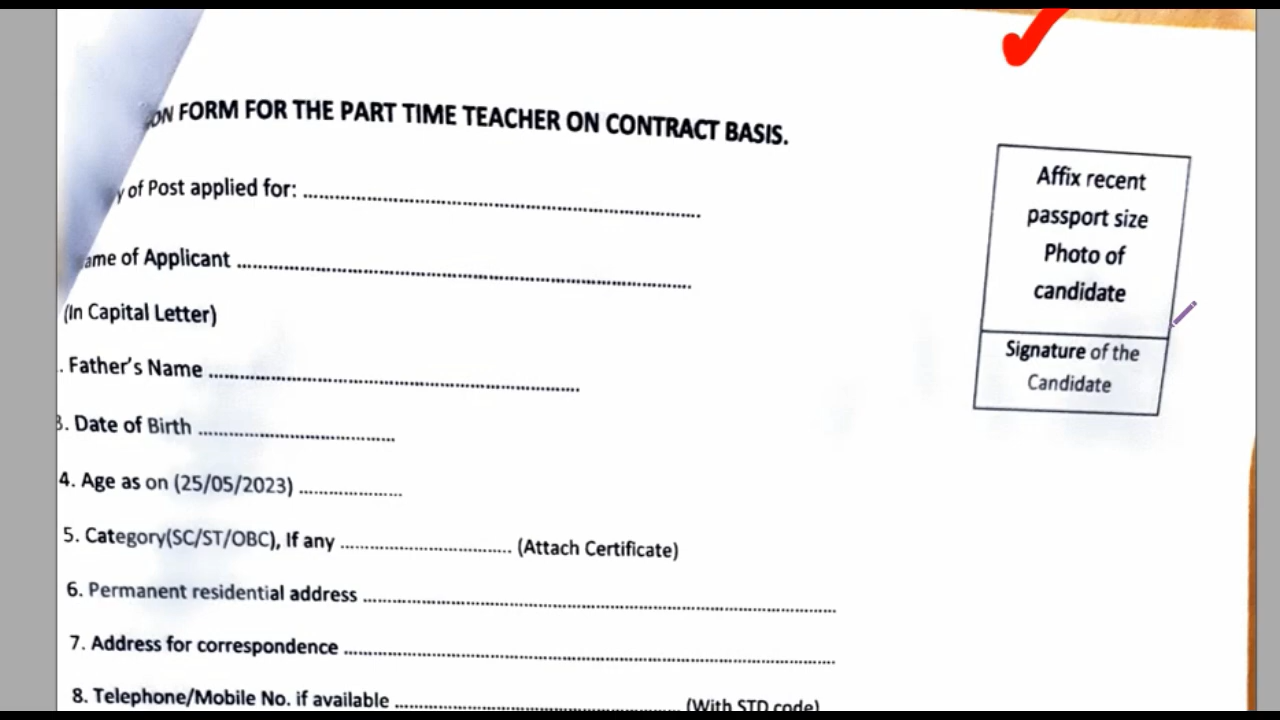 FORM FOR THE PART TIME TEACHER ON CONTRACT BASIS.
of Post applied for: ........................................
Affix recent
passport size
Photo of
candidate
of Applicant ........................................
(In Capital Letter)
Signature of the
Candidate
. Father's Name ........................................
3. Date of Birth ........................................
4. Age as on (25/05/2023) ....................
5. Category(SC/ST/OBC), If any .............................. (Attach Certificate)
6. Permanent residential address ........................................
7. Address for correspondence ........................................
8. Telephone/Mobile No. if available ........................................ (With STD code)